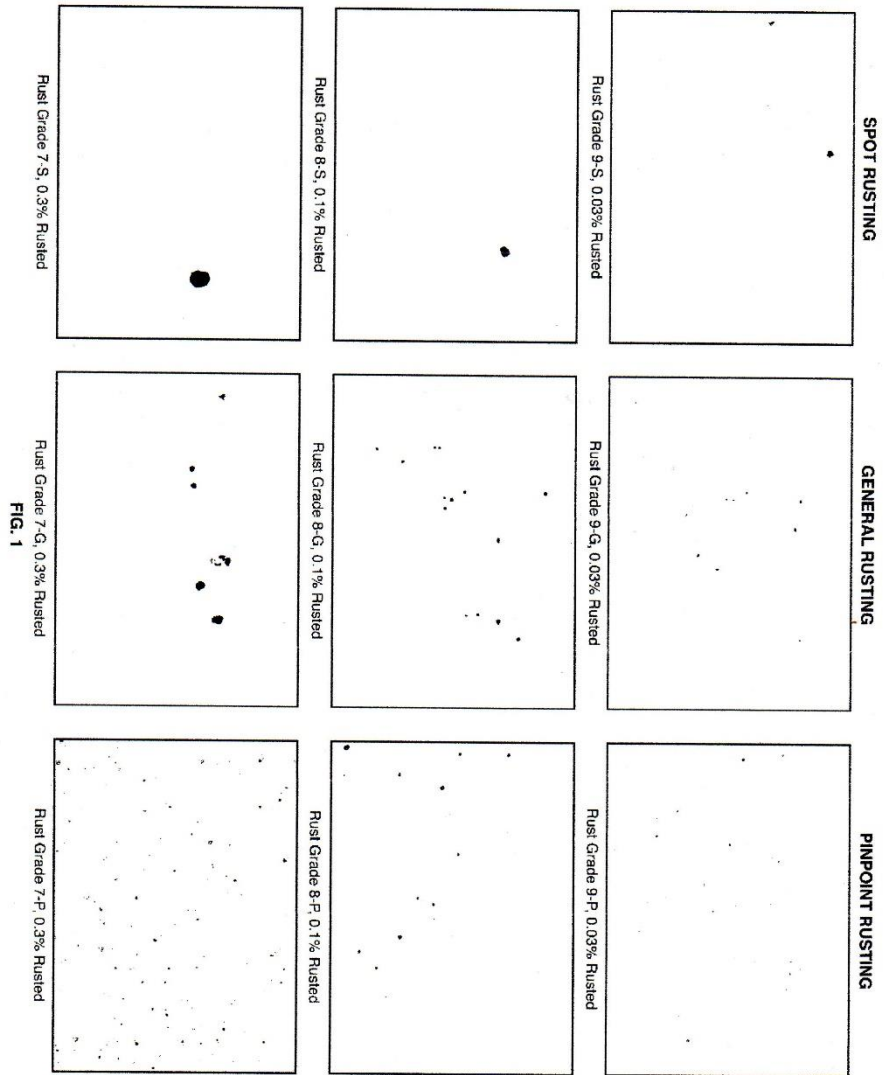 SPOT RUSTING
GENERAL RUSTING
PINPOINT RUSTING
Rust Grade 9-S, 0.03% Rusted
Rust Grade 9-G, 0.03% Rusted
Rust Grade 9-P, 0.03% Rusted
Rust Grade 8-S, 0.1% Rusted
Rust Grade 8-G, 0.1% Rusted
Rust Grade 8-P, 0.1% Rusted
Rust Grade 7-S, 0.3% Rusted
Rust Grade 7-G, 0.3% Rusted
Rust Grade 7-P, 0.3% Rusted
FIG. 1